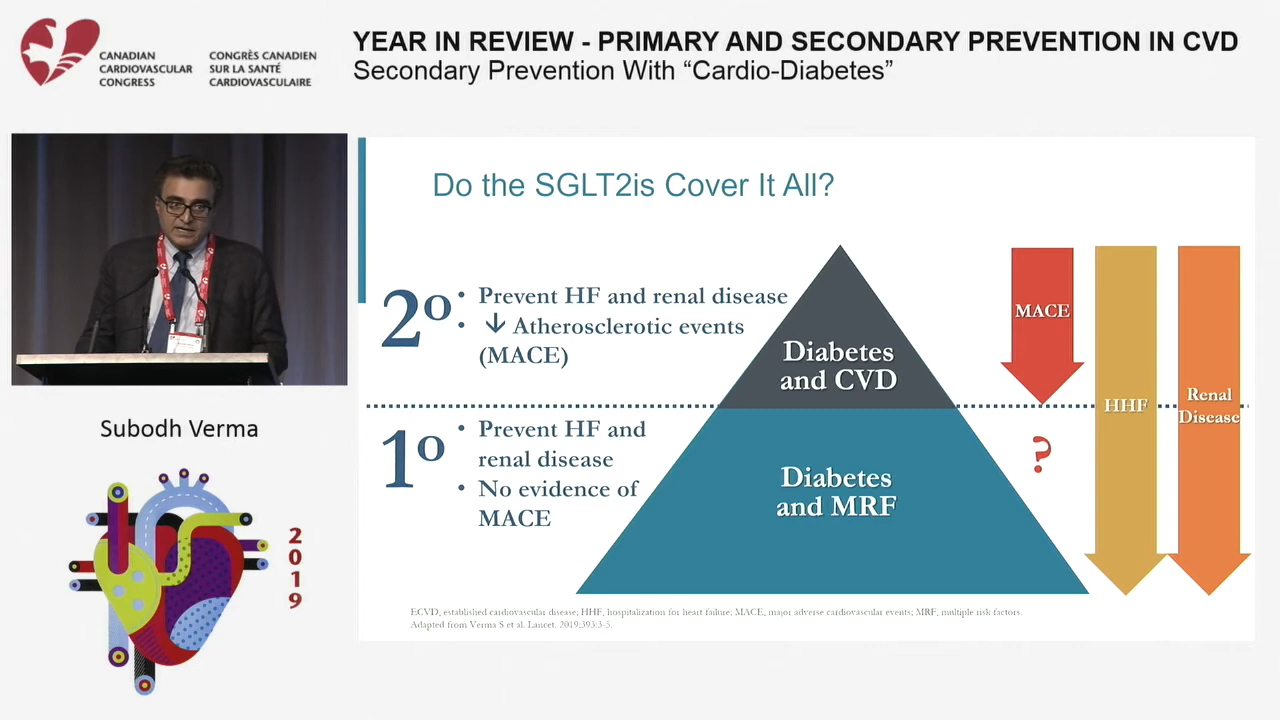 CANADIAN
CARDIOVASCULAR
CONGRESS
CONGRÈS CANADIEN
SUR LA SANTÉ
CARDIOVASCULAIRE
YEAR IN REVIEW - PRIMARY AND SECONDARY PREVENTION IN CVD
Secondary Prevention With “Cardio-Diabetes”
Subodh Verma
2019
Do the SGLT2is Cover It All?
2º
• Prevent HF and renal disease
• ↓ Atherosclerotic events
(MACE)
1º
• Prevent HF and
renal disease
• No evidence of
MACE
Diabetes
and CVD
Diabetes
and MRF
MACE
?
HHF
Renal
Disease
ECVD, established cardiovascular disease; HHF, hospitalization for heart failure; MACE, major adverse cardiovascular events; MRF, multiple risk factors.
Adapted from Verma S et al. Lancet. 2019;393:3-5.